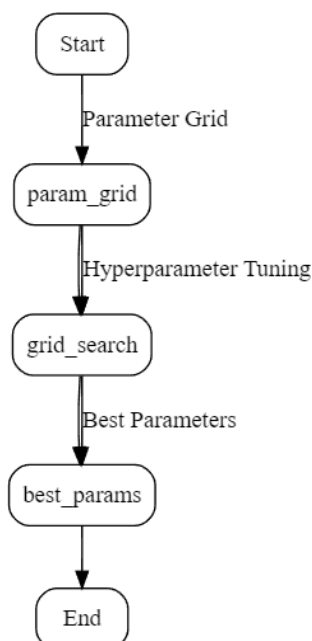 Start
Parameter Grid
param_grid
Hyperparameter Tuning
grid_search
Best Parameters
best_params
End